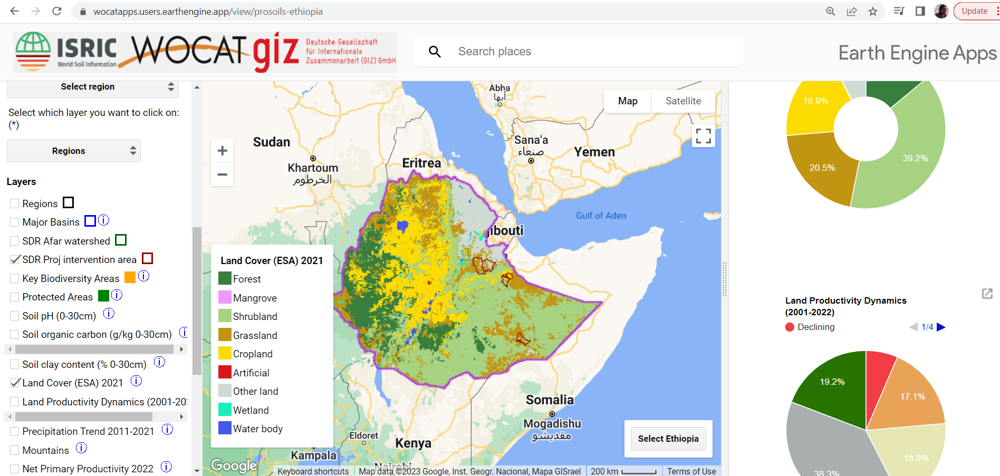 wocatapps.users.earthengine.app/view/prosoils-ethiopia
Update
ISRIC
World Soil Information
WOCAT
giz
Deutsche Gesellschaft
für Internationale
Zusammenarbeit (GIZ) GmbH
Search places
Earth Engine Apps
Select region
Select which layer you want to click on:
(*)
Regions
Layers
Regions
Major Basins
SDR Afar watershed
SDR Proj intervention area
Key Biodiversity Areas
Protected Areas
Soil pH (0-30cm)
Soil organic carbon (g/kg 0-30cm)
Soil clay content (% 0-30cm)
Land Cover (ESA) 2021
Land Productivity Dynamics (2001-20
Precipitation Trend 2011-2021
Mountains
Net Primary Productivity 2022
Map
Satellite
Abha
أبها
Sudan
Sana'a
صنعاء
Yemen
Khartoum
الخرطوم
Eritrea
Gulf of Aden
jibouti
Land Cover (ESA) 2021
Forest
Mangrove
Shrubland
Grassland
Cropland
Artificial
Other land
Wetland
Water body
Somalia
Mogadishu
مقديشو
Eldoret
Kenya
Kampala
Nairobi
Select Ethiopia
Google
Keyboard shortcuts
Map data ©2023 Google, Inst. Geogr. Nacional, Mapa GISrael
200 km
Terms of Use
18.9%
39.2%
20.5%
Land Productivity Dynamics
(2001-2022)
Declining
1/4
19.2%
17.1%
18.9%
38.3%